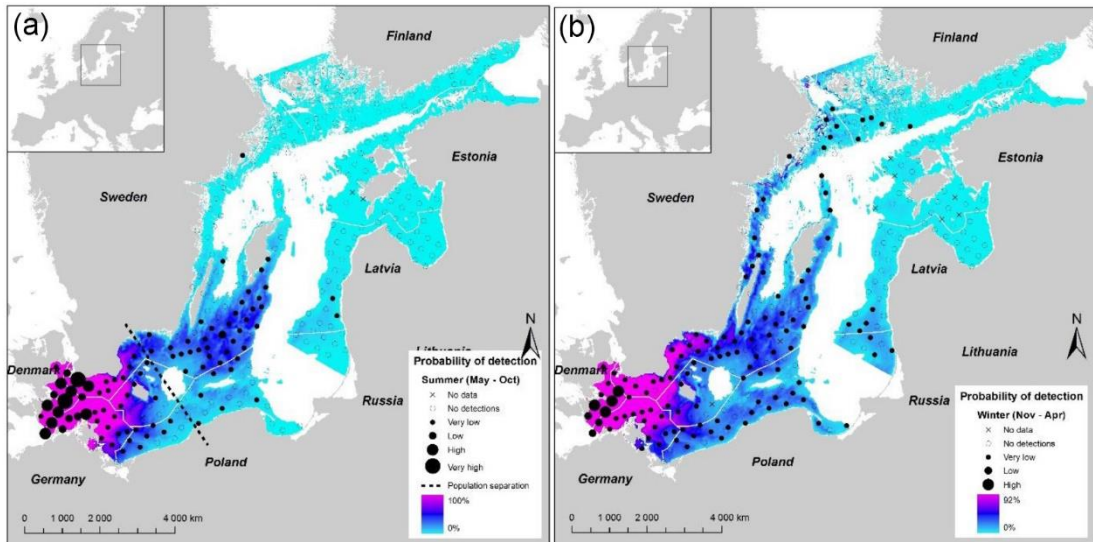 (a)
Finland
Sweden
Estonia
Latvia
Lithuania
Denmark
Russia
Poland
Germany
N
Probability of detection
Summer (May - Oct)
No data
No detections
Very low
Low
High
Very high
Population separation
100%
0%
0 1 000 2 000 4 000 km
(b)
Finland
Sweden
Estonia
Latvia
Lithuania
Denmark
Russia
Poland
Germany
N
Probability of detection
Winter (Nov - Apr)
No data
No detections
Very low
Low
High
92%
0%
0 1 000 2 000 4 000 km